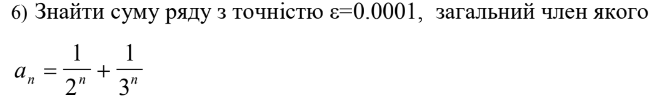 6) Знайти суму ряду з точністю ε=0.0001, загальний член якого
aₙ = 1/2ⁿ + 1/3ⁿ